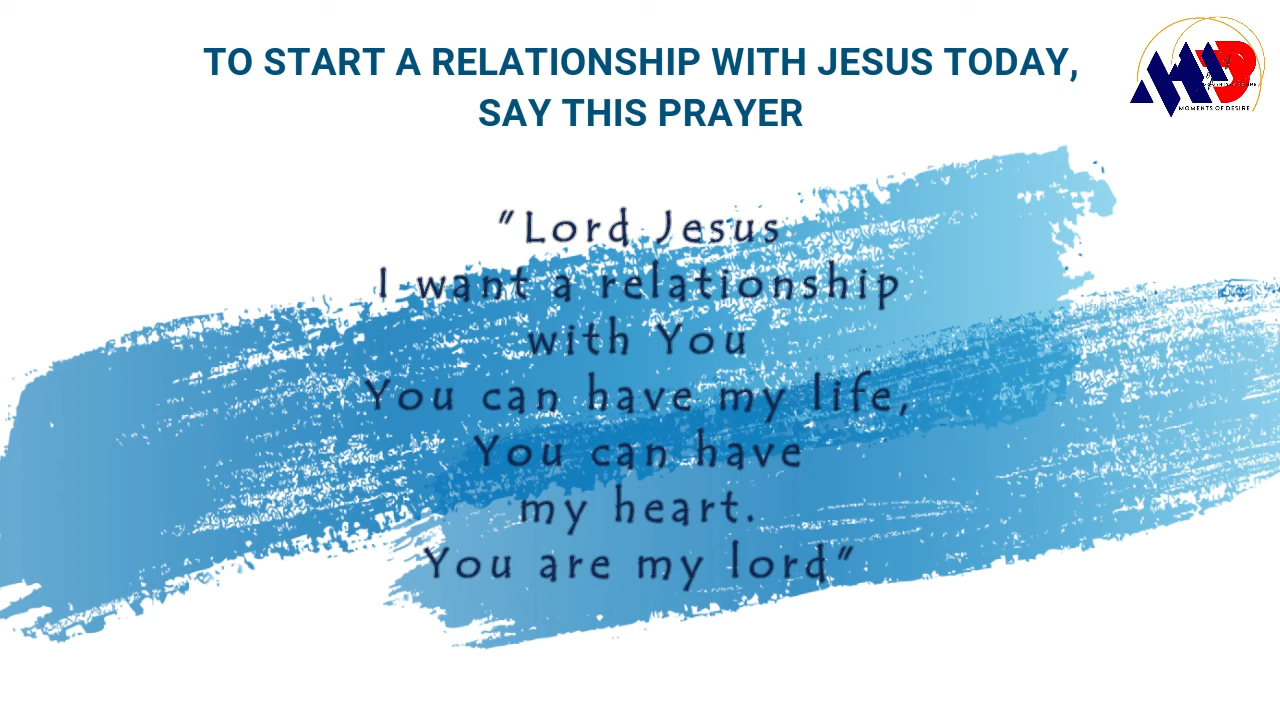 TO START A RELATIONSHIP WITH JESUS TODAY,
SAY THIS PRAYER
"Lord Jesus
I want a relationship
with You
You can have my life,
You can have
my heart.
You are my lord"
MOMENTS OF DESIRE